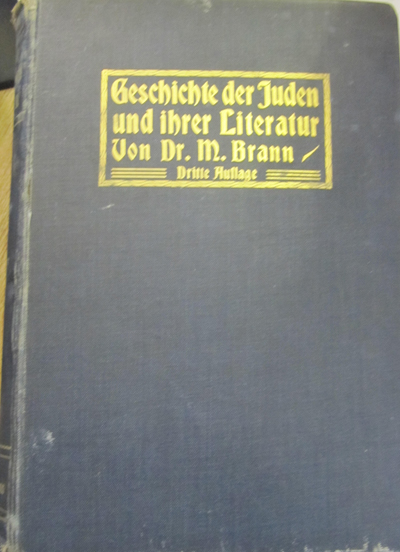 Geschichte der Juden
und ihrer Literatur
Von Dr. M. Brann
Dritte Auflage